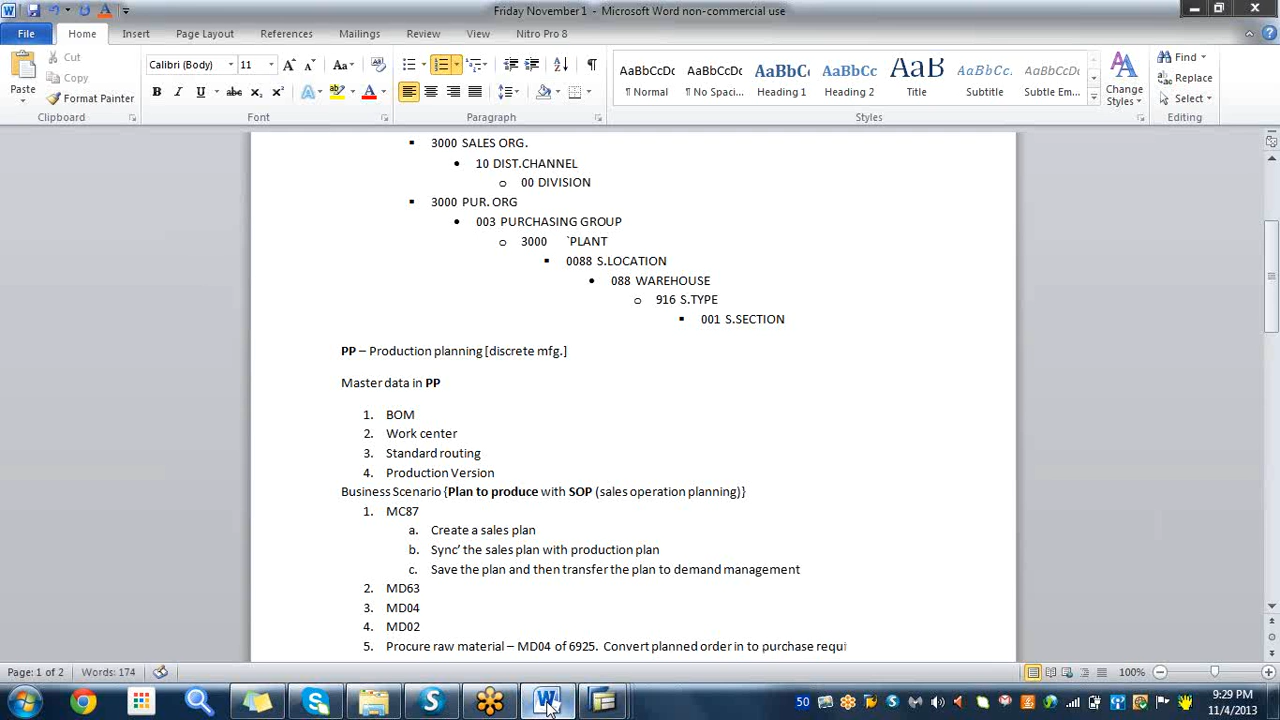 Friday November1 - Microsoft Word non-commercial use
File Home Insert Page Layout References Mailings Review View Nitro Pro 8
Paste
Cut
Copy
Format Painter
Clipboard
Calibri (Body) 11
Font
Paragraph
AaBbCcDc AaBbCcDc AaBbCc AaBbCc AaB AaBbCcL AaBbCcDc
¶ Normal ¶ No Spaci... Heading 1 Heading 2 Title Subtitle Subtle Em...
Styles
Change Styles
Find
Replace
Select
Editing
3000 SALES ORG.
10 DIST.CHANNEL
00 DIVISION
3000 PUR. ORG
003 PURCHASING GROUP
3000 `PLANT
0088 S.LOCATION
088 WAREHOUSE
916 S.TYPE
001 S.SECTION
PP – Production planning [discrete mfg.]
Master data in PP
1. BOM
2. Work center
3. Standard routing
4. Production Version
Business Scenario {Plan to produce with SOP (sales operation planning)}
1. MC87
a. Create a sales plan
b. Sync’ the sales plan with production plan
c. Save the plan and then transfer the plan to demand management
2. MD63
3. MD04
4. MD02
5. Procure raw material – MD04 of 6925. Convert planned order in to purchase requi
Page: 1 of 2 Words: 174 100%
50
9:29 PM
11/4/2013